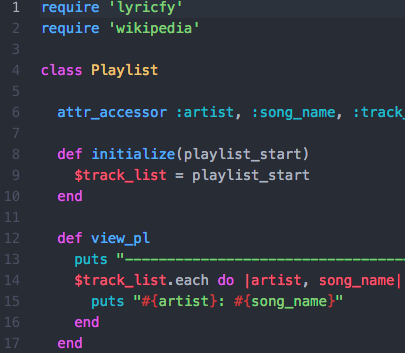 1 require 'lyricfy'
2 require 'wikipedia'
3
4 class Playlist
5
6 attr_accessor :artist, :song_name, :track_
7
8 def initialize(playlist_start)
9 $track_list = playlist_start
10 end
11
12 def view_pl
13 puts "-----------------------------------
14 $track_list.each do |artist, song_name|
15 puts "#{artist}: #{song_name}"
16 end
17 end